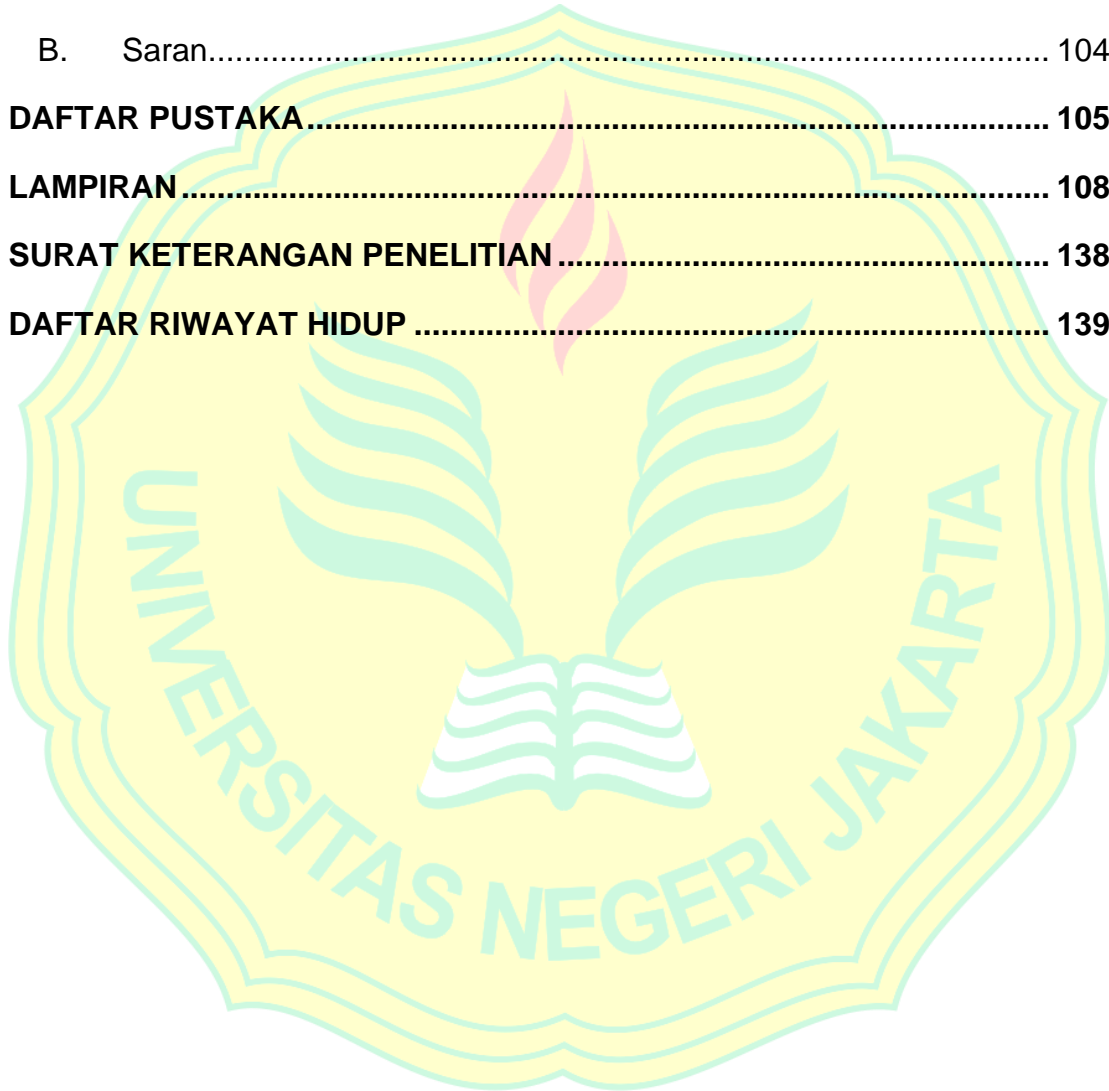 B. Saran........................................................................................................ 104
DAFTAR PUSTAKA............................................................................................ 105
LAMPIRAN............................................................................................................ 108
SURAT KETERANGAN PENELITIAN............................................................. 138
DAFTAR RIWAYAT HIDUP ............................................................................... 139
UNIVERSITAS NEGERI JAKARTA